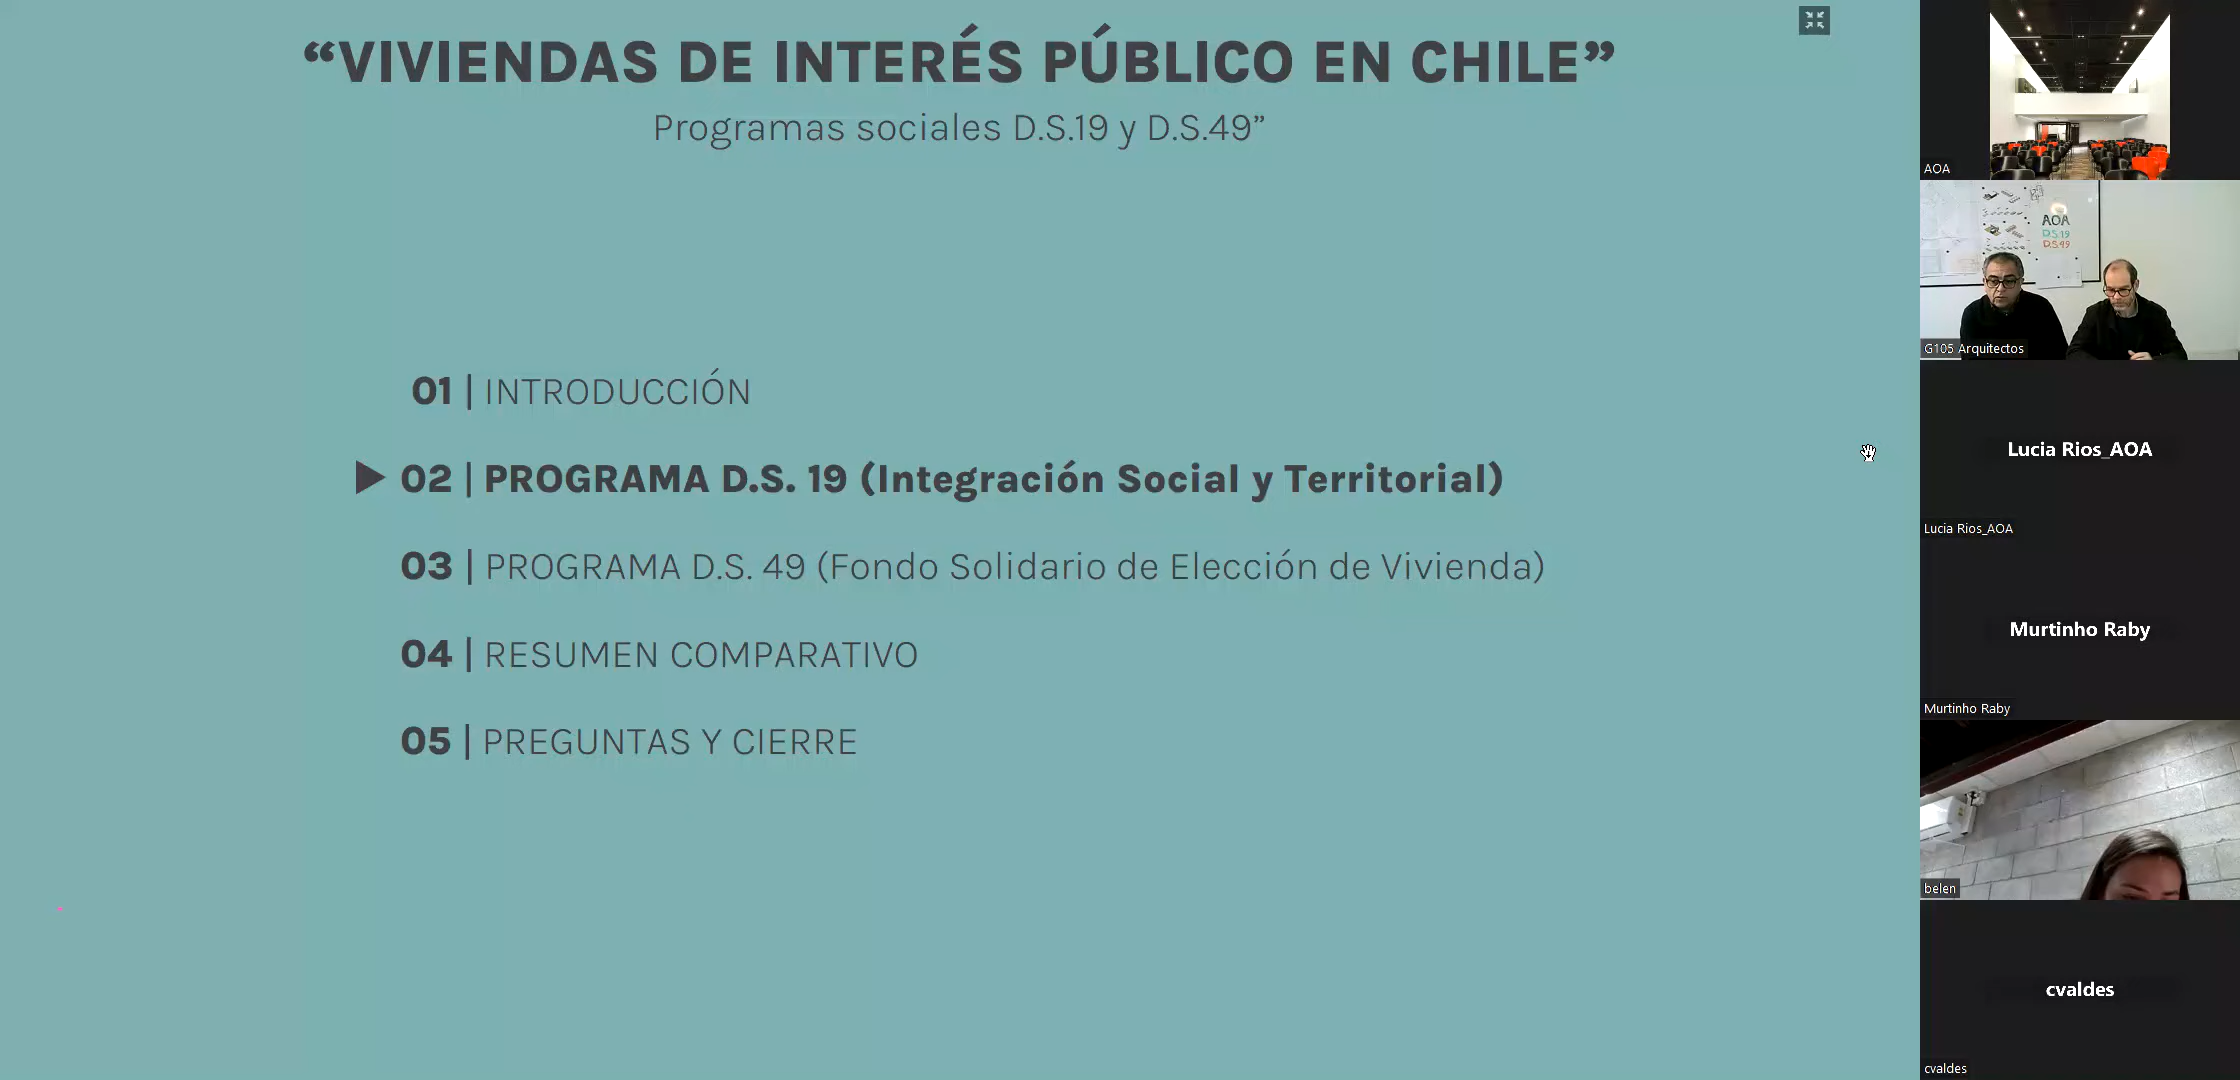 “VIVIENDAS DE INTERÉS PÚBLICO EN CHILE”
Programas sociales D.S.19 y D.S.49”
01 | INTRODUCCIÓN
02 | PROGRAMA D.S. 19 (Integración Social y Territorial)
03 | PROGRAMA D.S. 49 (Fondo Solidario de Elección de Vivienda)
04 | RESUMEN COMPARATIVO
05 | PREGUNTAS Y CIERRE
AOA
AOA
D.S.19
D.S.49
G105 Arquitectos
Lucia Rios_AOA
Lucia Rios_AOA
Murtinho Raby
Murtinho Raby
belen
cvaldes
cvaldes